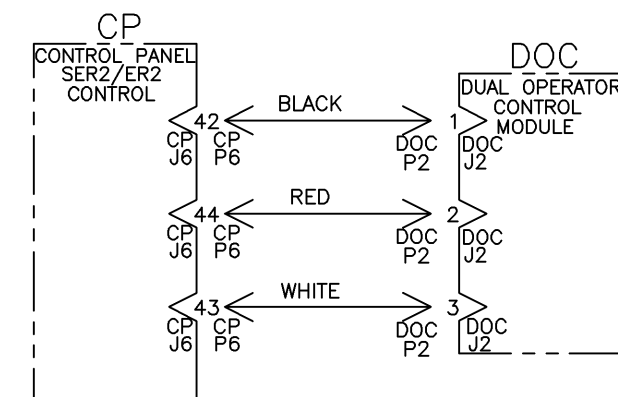 CP
CONTROL PANEL
SER2/ER2
CONTROL
DOC
DUAL OPERATOR
CONTROL
MODULE
42
BLACK
1
CP
J6
CP
P6
DOC
P2
DOC
J2
44
RED
2
CP
J6
CP
P6
DOC
P2
DOC
J2
43
WHITE
3
CP
J6
CP
P6
DOC
P2
DOC
J2